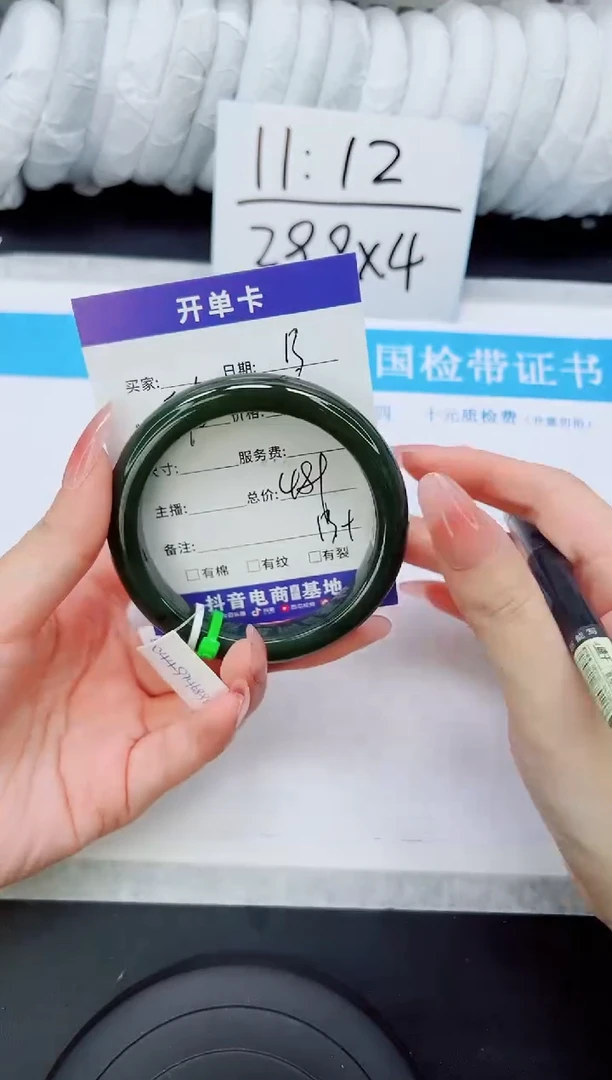 11:12
288x4
开单卡
国检带证书
买家:
日期: 13
十元质检费
价格:
尺寸:
服务费:
主播:
总价: 48
备注: 13+
□有棉 □有纹 □有裂
抖音电商 基地